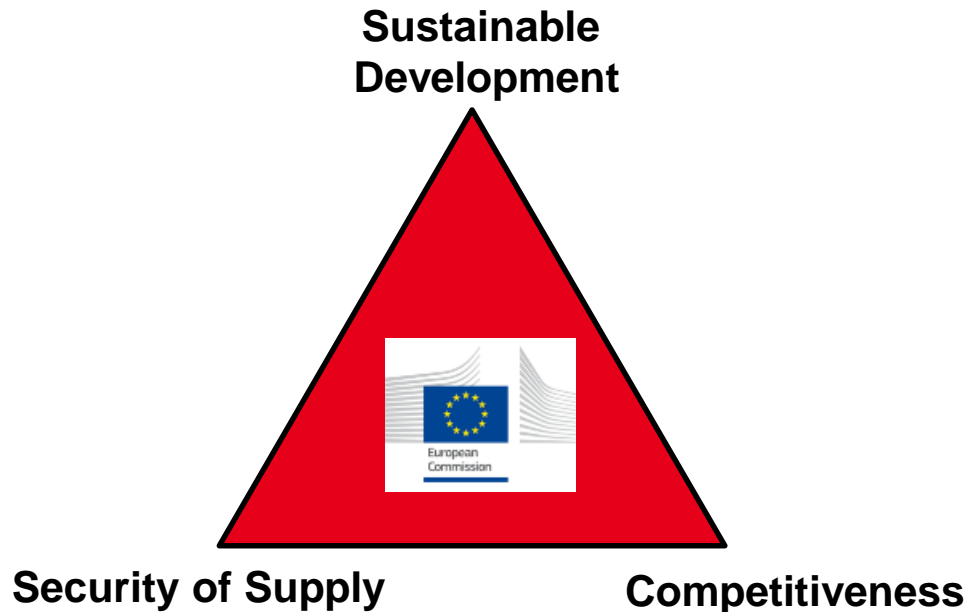 Sustainable
Development
European
Commission
Security of Supply
Competitiveness